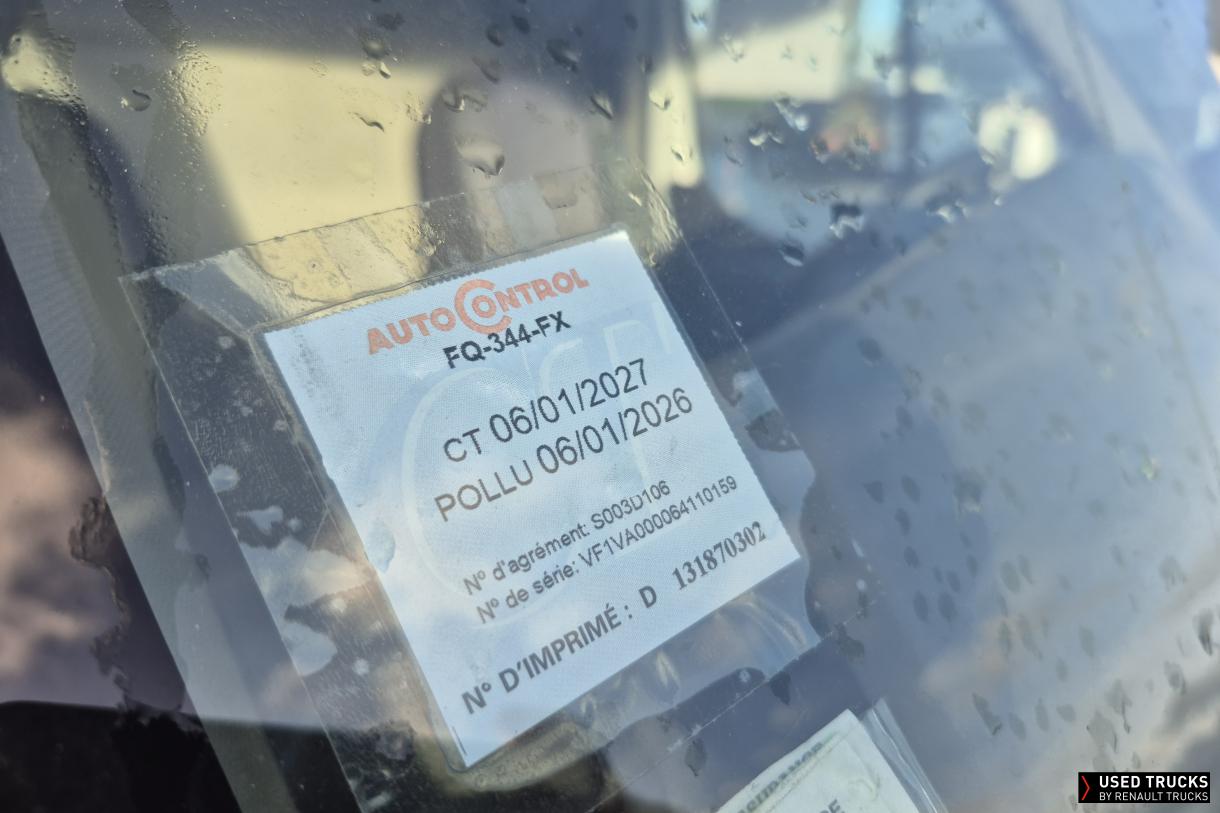 AUTOCONTROL
FQ-344-FX
CT 06/01/2027
POLLU 06/01/2026
N° d'agrément: S003D106
N° de série: VF1VA000064110159
N° D'IMPRIMÉ : D 131870302
USED TRUCKS
BY RENAULT TRUCKS